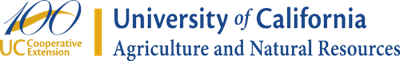 100
UC Cooperative
Extension
University of California
Agriculture and Natural Resources